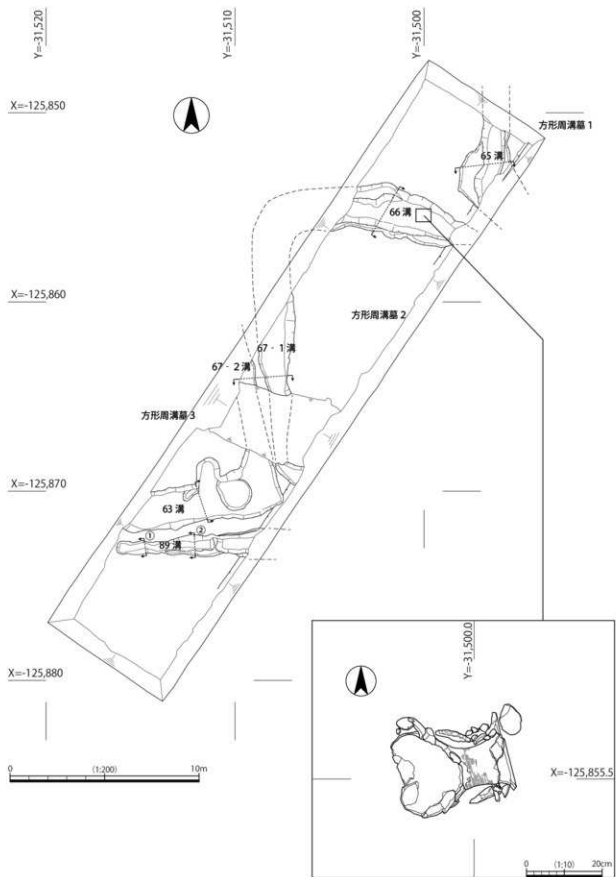 Y=-31,520
Y=-31,510
Y=-31,500
X=-125,850
方形周溝墓 1
65 溝
66 溝
X=-125,860
方形周溝墓 2
67 - 1 溝
67 - 2 溝
方形周溝墓 3
X=-125,870
63 溝
①
②
89 溝
X=-125,880
0
(1:200)
10m
Y=-31,500.0
X=-125,855.5
0
(1:10)
20cm